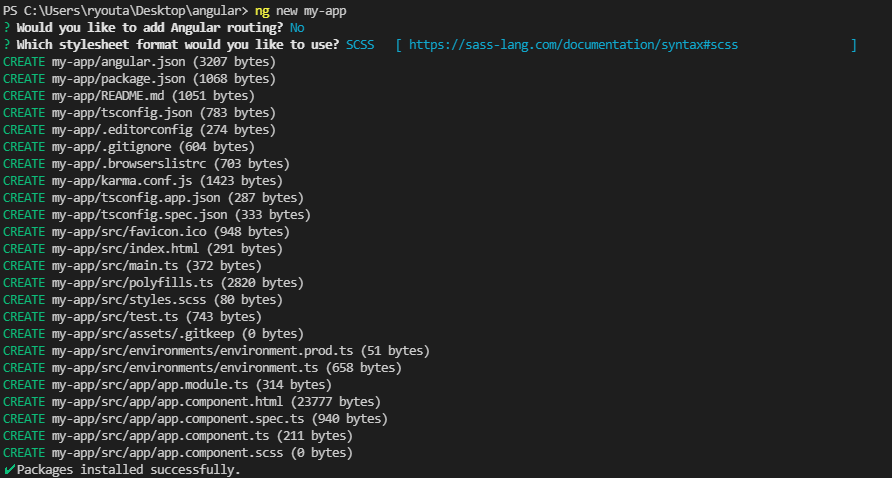 PS C:\Users\ryouta\Desktop\angular> ng new my-app
? Would you like to add Angular routing? No
? Which stylesheet format would you like to use? SCSS   [ https://sass-lang.com/documentation/syntax#scss                ]
CREATE my-app/angular.json (3207 bytes)
CREATE my-app/package.json (1068 bytes)
CREATE my-app/README.md (1051 bytes)
CREATE my-app/tsconfig.json (783 bytes)
CREATE my-app/.editorconfig (274 bytes)
CREATE my-app/.gitignore (604 bytes)
CREATE my-app/.browserslistrc (703 bytes)
CREATE my-app/karma.conf.js (1423 bytes)
CREATE my-app/tsconfig.app.json (287 bytes)
CREATE my-app/tsconfig.spec.json (333 bytes)
CREATE my-app/src/favicon.ico (948 bytes)
CREATE my-app/src/index.html (291 bytes)
CREATE my-app/src/main.ts (372 bytes)
CREATE my-app/src/polyfills.ts (2820 bytes)
CREATE my-app/src/styles.scss (80 bytes)
CREATE my-app/src/test.ts (743 bytes)
CREATE my-app/src/assets/.gitkeep (0 bytes)
CREATE my-app/src/environments/environment.prod.ts (51 bytes)
CREATE my-app/src/environments/environment.ts (658 bytes)
CREATE my-app/src/app/app.module.ts (314 bytes)
CREATE my-app/src/app/app.component.html (23777 bytes)
CREATE my-app/src/app/app.component.spec.ts (940 bytes)
CREATE my-app/src/app/app.component.ts (211 bytes)
CREATE my-app/src/app/app.component.scss (0 bytes)
✔Packages installed successfully.